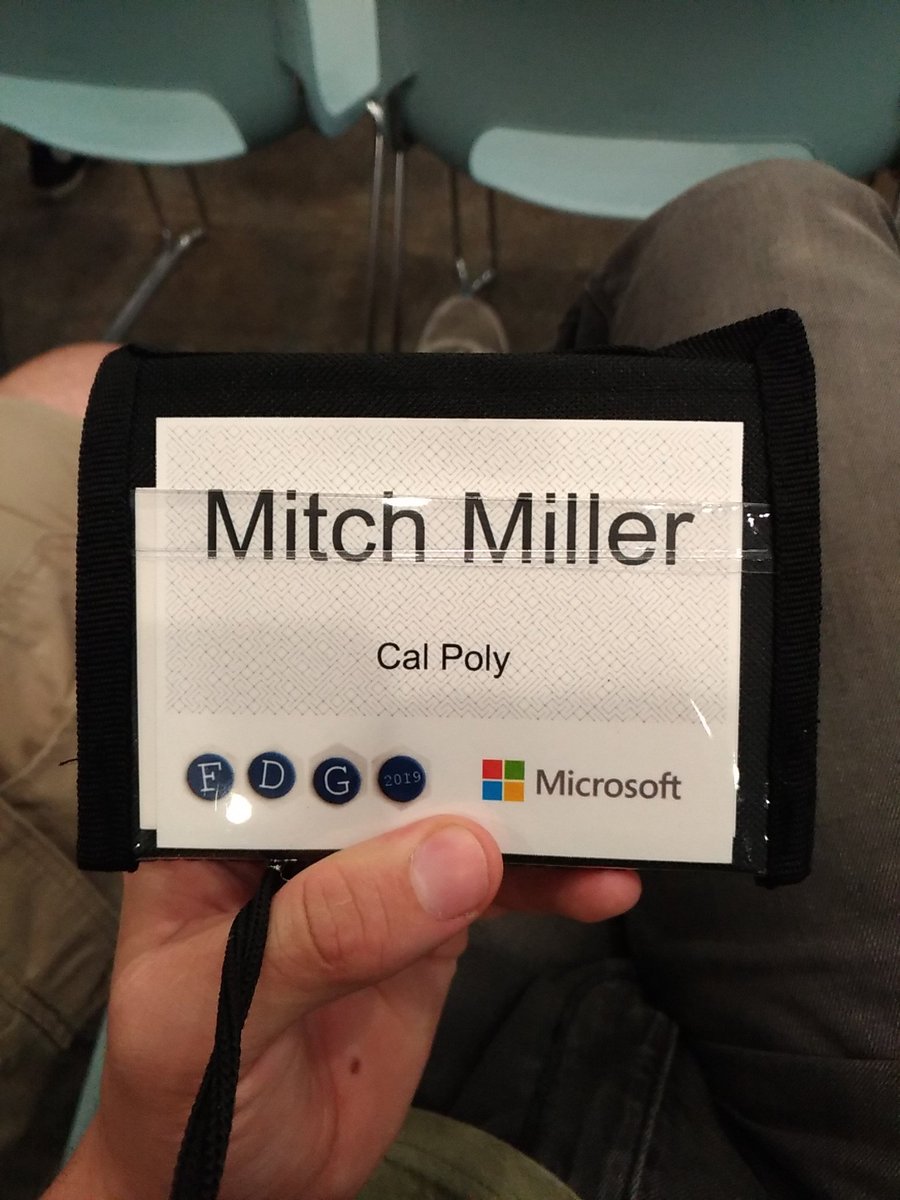 Mitch Miller
Cal Poly
F D G 2019 Microsoft